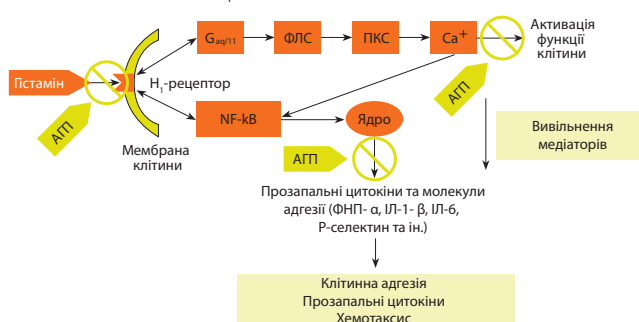 G aq/11
ФЛС
ПКС
Ca+
Активація
функції
клітини
Гістамін
H1-рецептор
АГП
АГП
NF-kB
Ядро
Вивільнення
медіаторів
Мембрана
клітини
АГП
Прозапальні цитокіни та молекули
адгезії (ФНП- α, ІЛ-1- β, ІЛ-6,
Р-селектин та ін.)
Клітинна адгезія
Прозапальні цитокіни
Хемотаксис